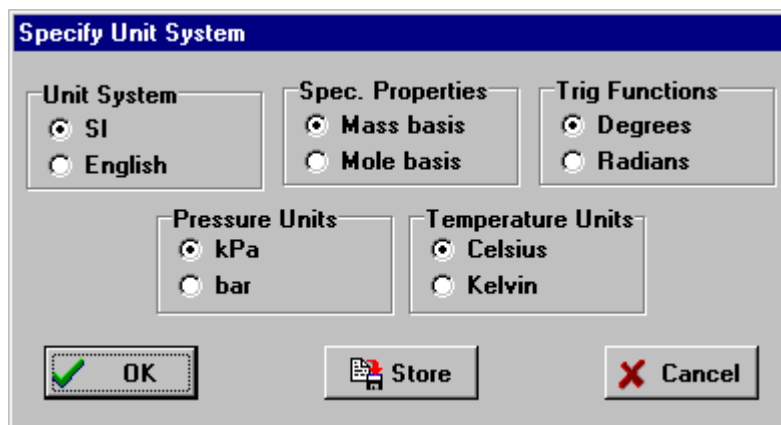 Specify Unit System
Unit System
SI
English
Spec. Properties
Mass basis
Mole basis
Trig Functions
Degrees
Radians
Pressure Units
kPa
bar
Temperature Units
Celsius
Kelvin
OK
Store
Cancel